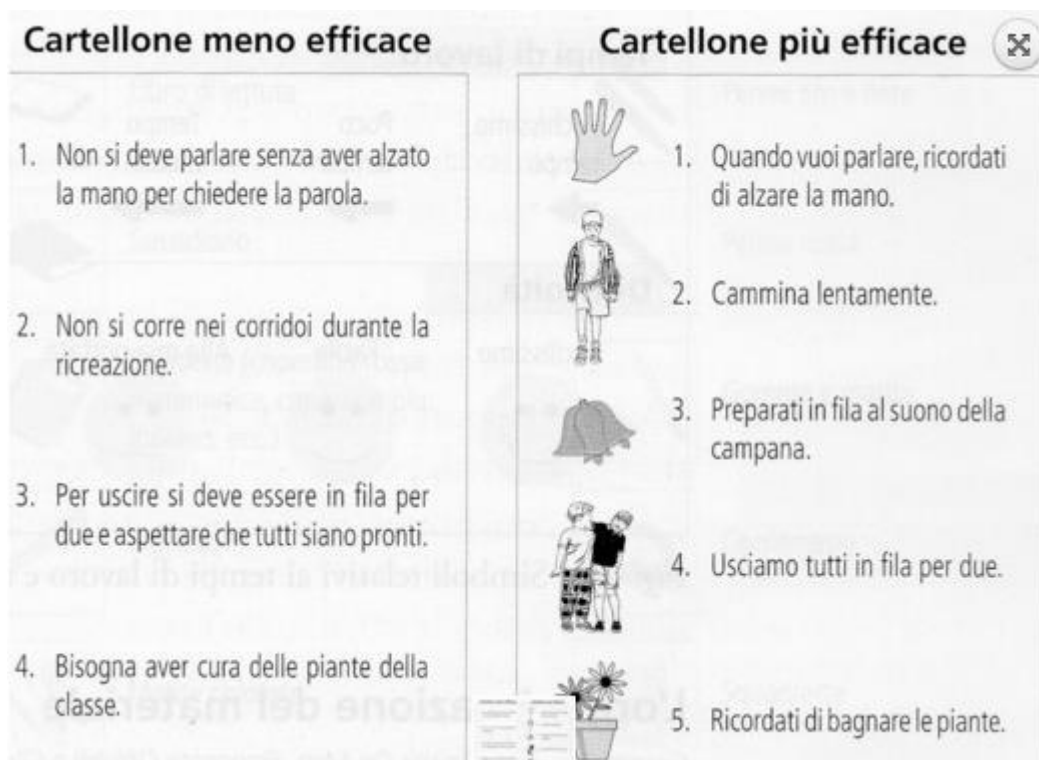 Cartellone meno efficace
1. Non si deve parlare senza aver alzato
la mano per chiedere la parola.
2. Non si corre nei corridoi durante la
ricreazione.
3. Per uscire si deve essere in fila per
due e aspettare che tutti siano pronti.
4. Bisogna aver cura delle piante della
classe.
Cartellone più efficace
1. Quando vuoi parlare, ricordati
di alzare la mano.
2. Cammina lentamente.
3. Preparati in fila al suono della
campana.
4. Usciamo tutti in fila per due.
5. Ricordati di bagnare le piante.